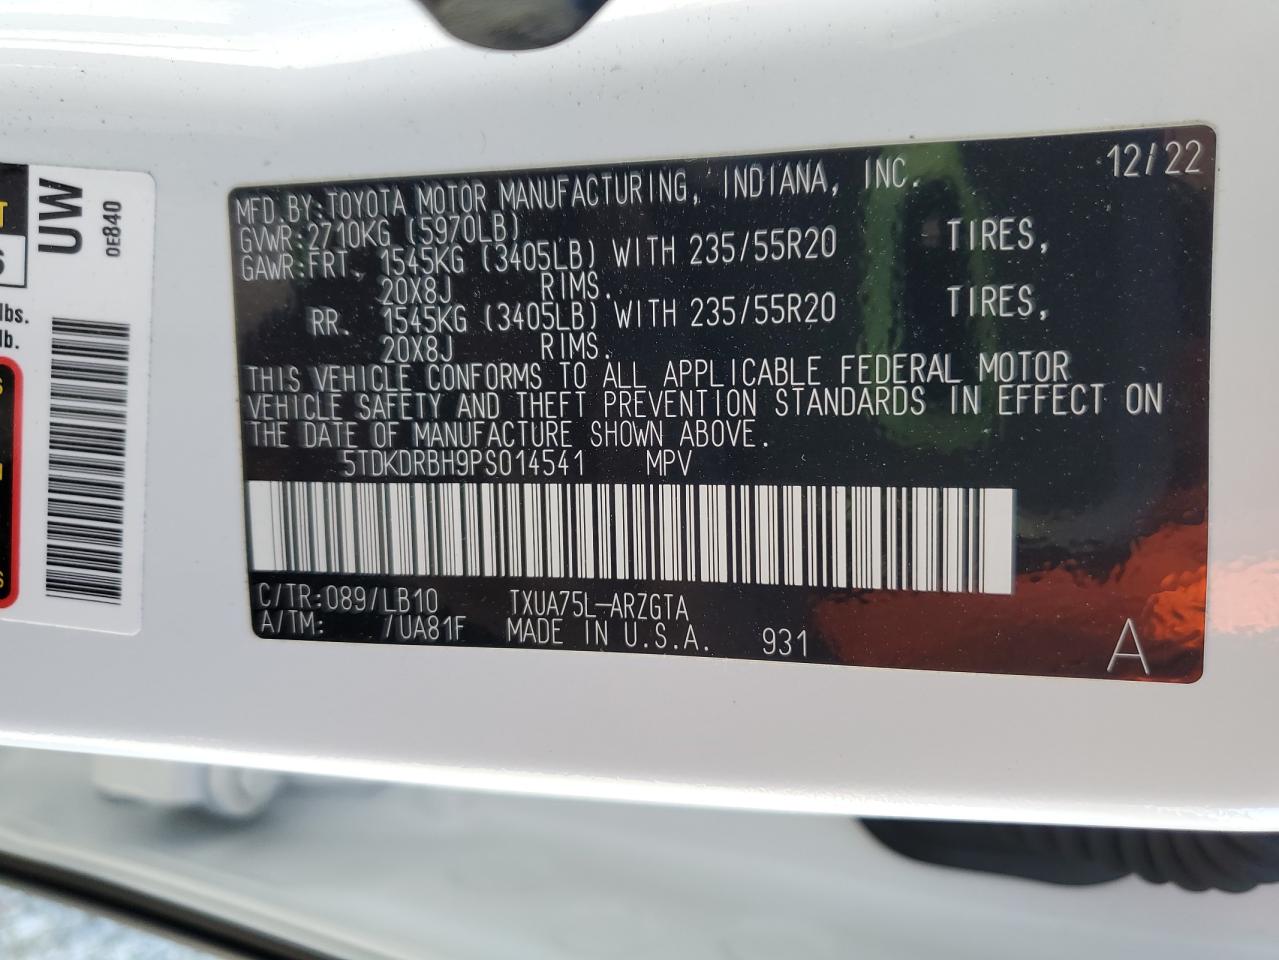 MFD.BY:TOYOTA MOTOR MANUFACTURING, INDIANA, INC. 12/22
GVWR:2710KG (5970LB)
GAWR:FRT. 1545KG (3405LB) WITH 235/55R20 TIRES,
20X8J RIMS.
RR. 1545KG (3405LB) WITH 235/55R20 TIRES,
20X8J RIMS.
THIS VEHICLE CONFORMS TO ALL APPLICABLE FEDERAL MOTOR
VEHICLE SAFETY AND THEFT PREVENTION STANDARDS IN EFFECT ON
THE DATE OF MANUFACTURE SHOWN ABOVE.
5TDKDRBH9PS014541 MPV
C/TR:089/LB10 TXUA75L-ARZGTA
A/TM: /UA81F MADE IN U.S.A. 931 A
UW
0E840
lbs.
lb.